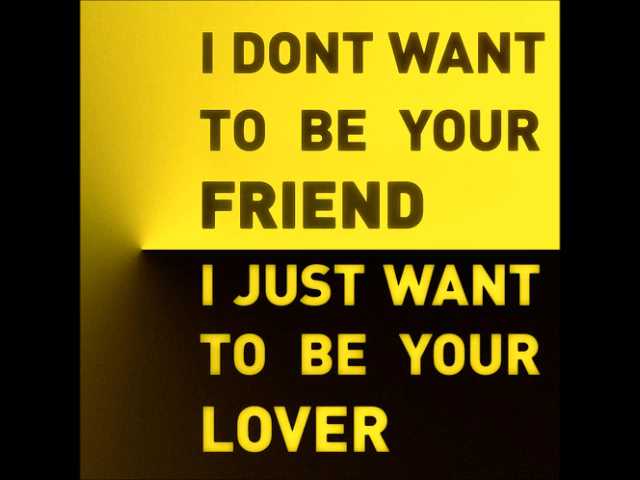 I DONT WANT
TO BE YOUR
FRIEND
I JUST WANT
TO BE YOUR
LOVER